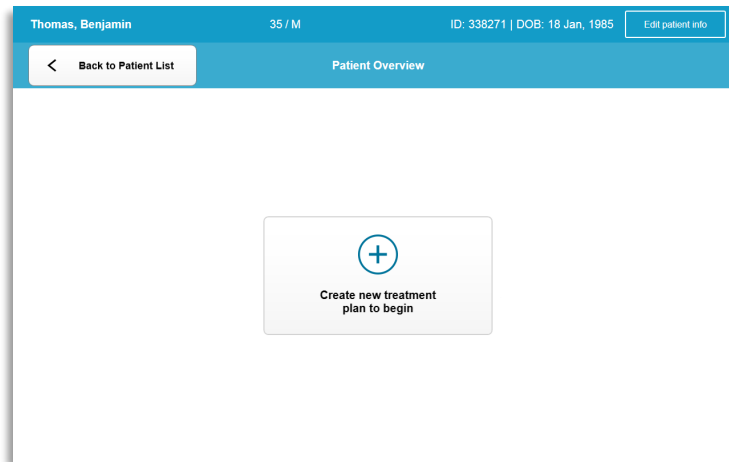 Thomas, Benjamin 35 / M ID: 338271 | DOB: 18 Jan, 1985 Edit patient info
Back to Patient List Patient Overview
Create new treatment
plan to begin